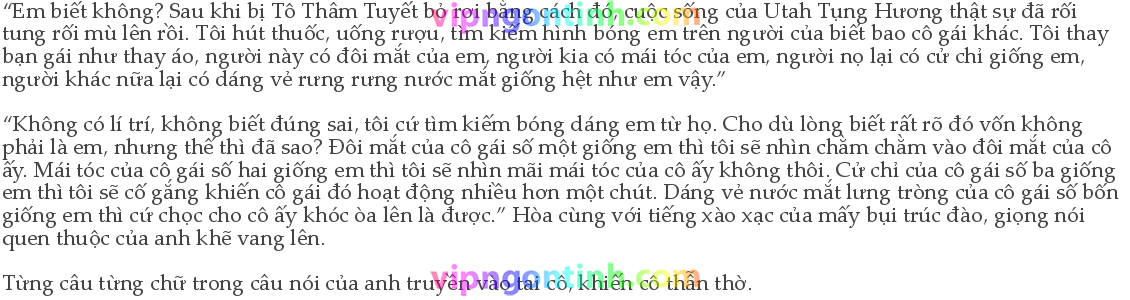 “Em biết không? Sau khi bị Tô Thâm Tuyết bỏ rơi bằng cách đó, cuộc sống của Utah Tụng Hương thật sự đã rối
vipngontinh.com
tung rối mù lên rồi. Tôi hút thuốc, uống rượu, tìm kiếm hình bóng em trên người của biết bao cô gái khác. Tôi thay
bạn gái như thay áo, người này có đôi mắt của em, người kia có mái tóc của em, người nọ lại có cử chỉ giống em,
người khác nữa lại có dáng vẻ rưng rưng nước mắt giống hệt như em vậy.”
“Không có lí trí, không biết đúng sai, tôi cứ tìm kiếm bóng dáng em từ họ. Cho dù lòng biết rất rõ đó vốn không
phải là em, nhưng thế thì đã sao? Đôi mắt của cô gái số một giống em thì tôi sẽ nhìn chằm chằm vào đôi mắt của cô
ấy. Mái tóc của cô gái số hai giống em thì tôi sẽ nhìn mãi mái tóc của cô ấy không thôi. Cử chỉ của cô gái số ba giống
em thì tôi sẽ cố gắng khiến cô gái đó hoạt động nhiều hơn một chút. Dáng vẻ nước mắt lưng tròng của cô gái số bốn
giống em thì cứ chọc cho cô ấy khóc òa lên là được.” Hòa cùng với tiếng xào xạc của mấy bụi trúc đào, giọng nói
quen thuộc của anh khẽ vang lên.
Từng câu từng chữ trong câu nói của anh truyền vào tai cô, khiến cô thẫn thờ.
vipngontinh.com